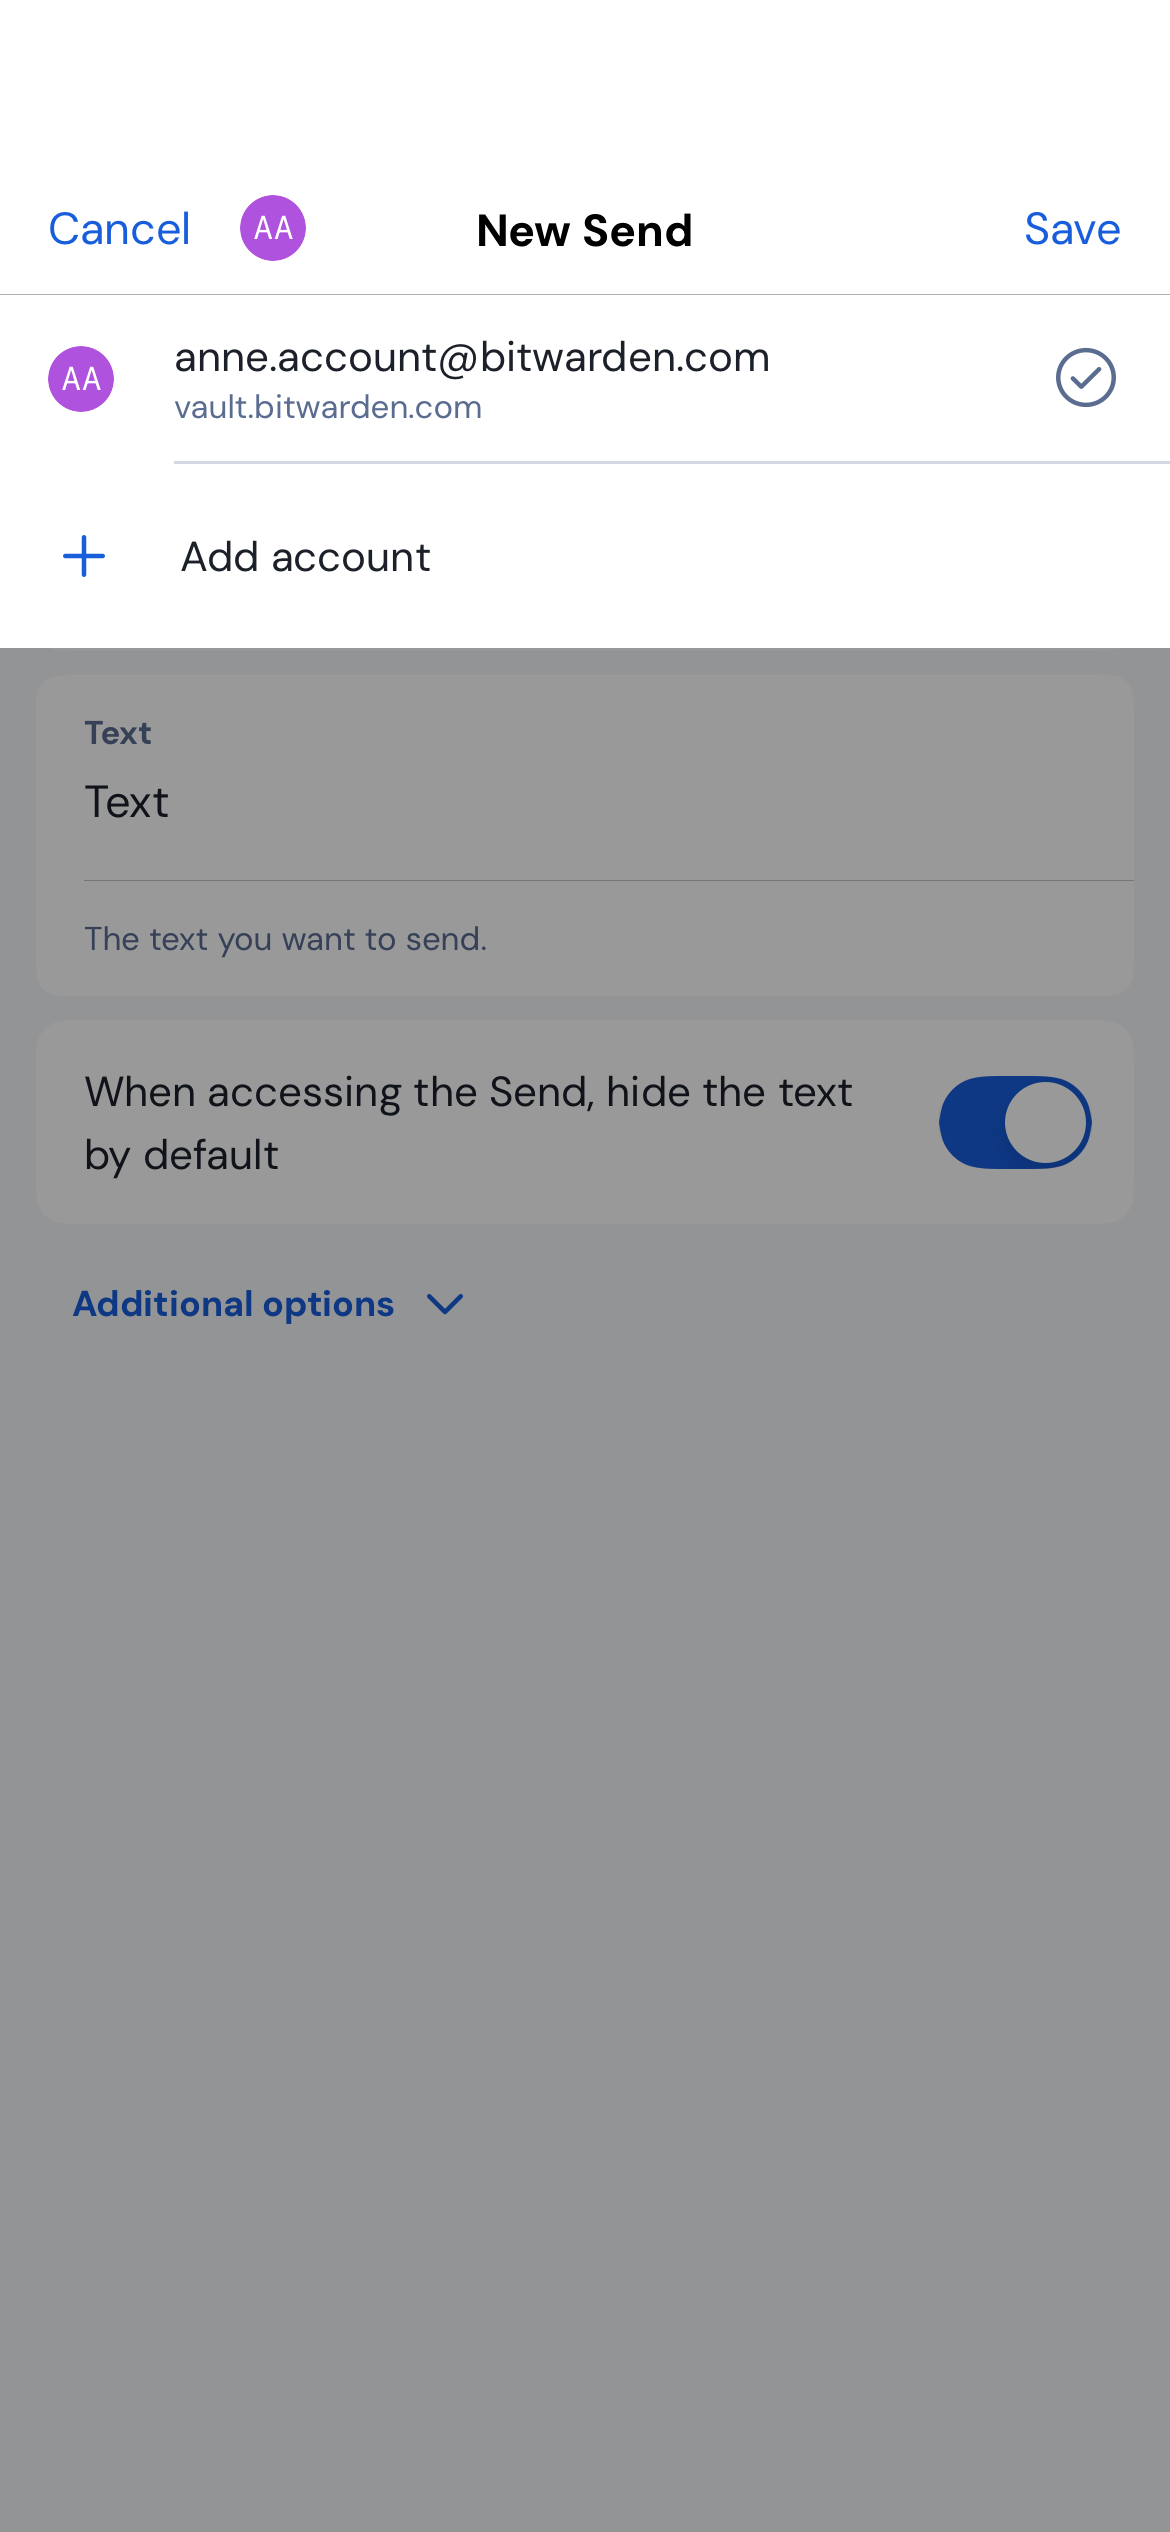 Cancel AA New Send Save
AA anne.account@bitwarden.com
vault.bitwarden.com
Add account
Text
Text
The text you want to send.
When accessing the Send, hide the text
by default
Additional options